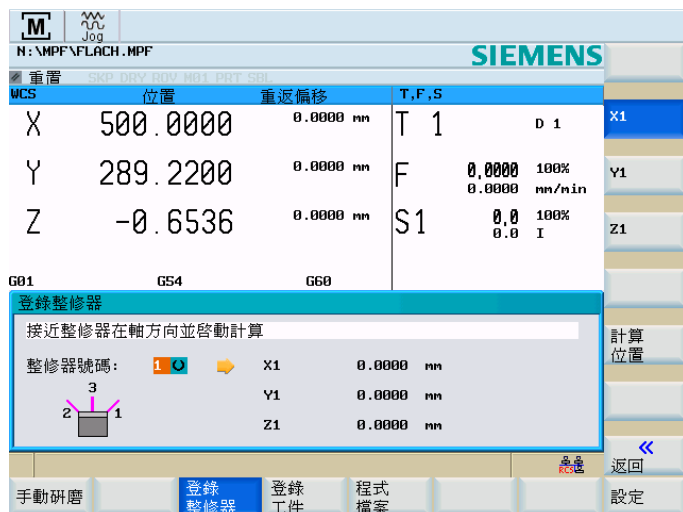 M
Jog
N:\MPF\FLACH.MPF
SIEMENS
重置 SKP DRY ROV M01 PRT SBL
WCS 位置 重返偏移 T,F,S
X 500.0000 0.0000 mm T 1 D 1
X1
Y 289.2200 0.0000 mm F 0,0000 100%
0.0000 mm/min
Y1
Z -0.6536 0.0000 mm S1 0,0 100%
0.0 I
Z1
G01 G54 G60
登錄整修器
接近整修器在軸方向並啓動計算
計算
位置
整修器號碼: 1 X1 0.0000 mm
3
2 1
Y1 0.0000 mm
Z1 0.0000 mm
RCS
«
返回
手動研磨
登錄
整修器
登錄
工件
程式
檔案
設定